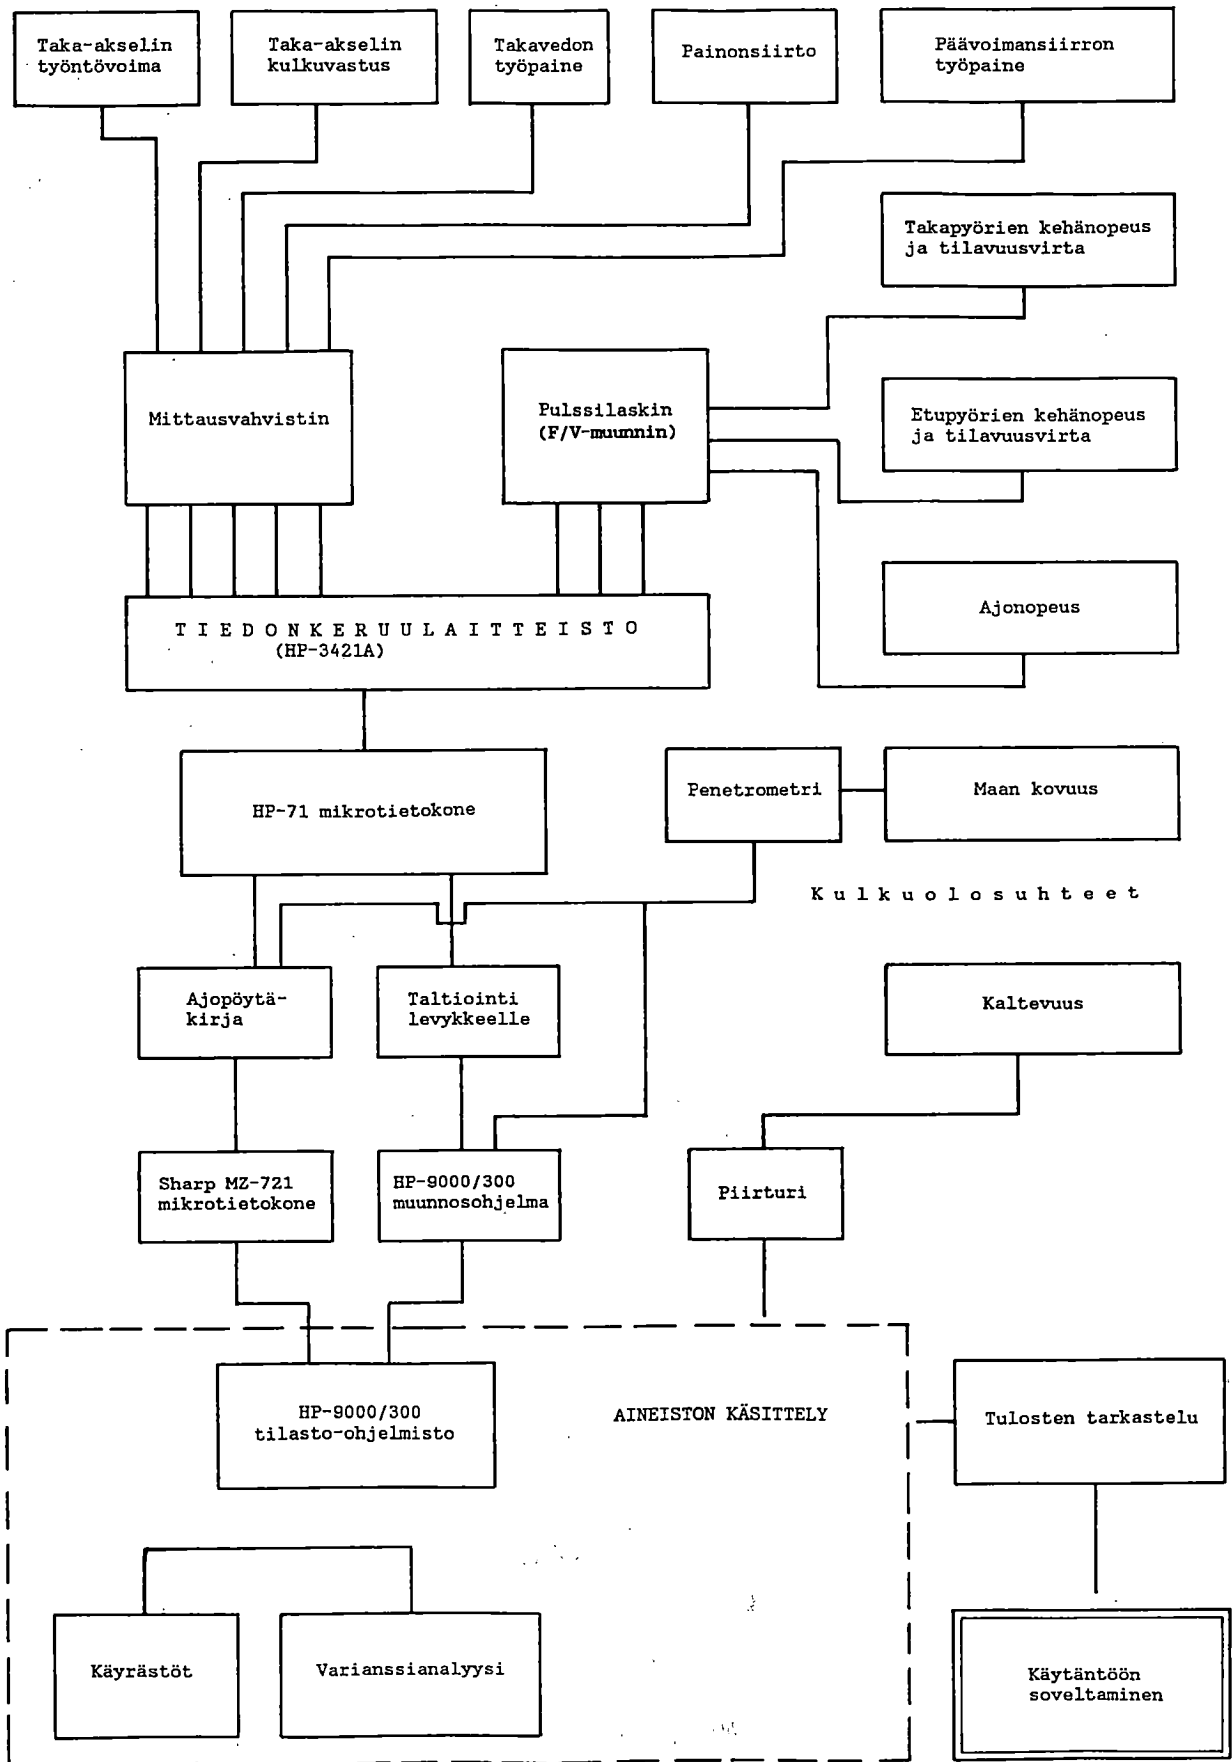 Taka-akselin
työntövoima
Taka-akselin
kulkuvastus
Takavedon
työpaine
Painonsiirto
Päävoimansiirron
työpaine
Takapyörien kehänopeus
ja tilavuusvirta
Mittausvahvistin
Pulssilaskin
(F/V-muunnin)
Etupyörien kehänopeus
ja tilavuusvirta
Ajonopeus
T I E D O N K E R U U L A I T T E I S T O
(HP-3421A)
HP-71 mikrotietokone
Penetrometri
Maan kovuus
K u l k u o l o s u h t e e t
Ajopöytä-
kirja
Taltiointi
levykkeelle
Kaltevuus
Sharp MZ-721
mikrotietokone
HP-9000/300
muunnosohjelma
Piirturi
HP-9000/300
tilasto-ohjelmisto
AINEISTON KÄSITTELY
Tulosten tarkastelu
Käyrästöt
Varianssianalyysi
Käytäntöön
soveltaminen